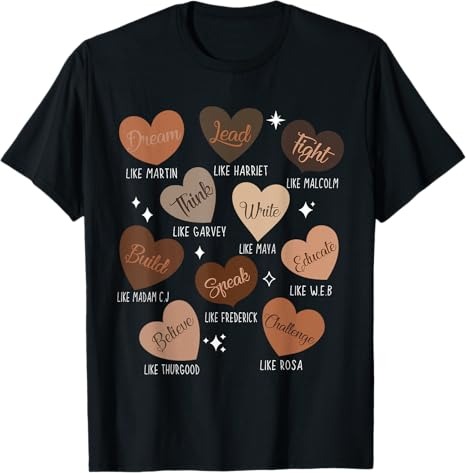 Dream
LIKE MARTIN
Lead
LIKE HARRIET
Fight
LIKE MALCOLM
Think
LIKE GARVEY
Write
LIKE MAYA
Build
LIKE MADAM C.J
Speak
LIKE FREDERICK
Educate
LIKE W.E.B
Believe
LIKE THURGOOD
Challenge
LIKE ROSA